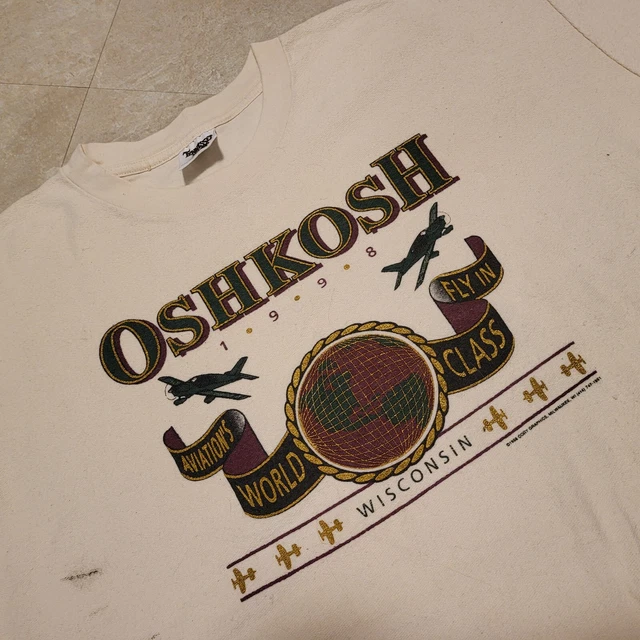 OSHKOSH
1·9·9·8
AVIATION'S
WORLD
CLASS
FLY IN
WISCONSIN